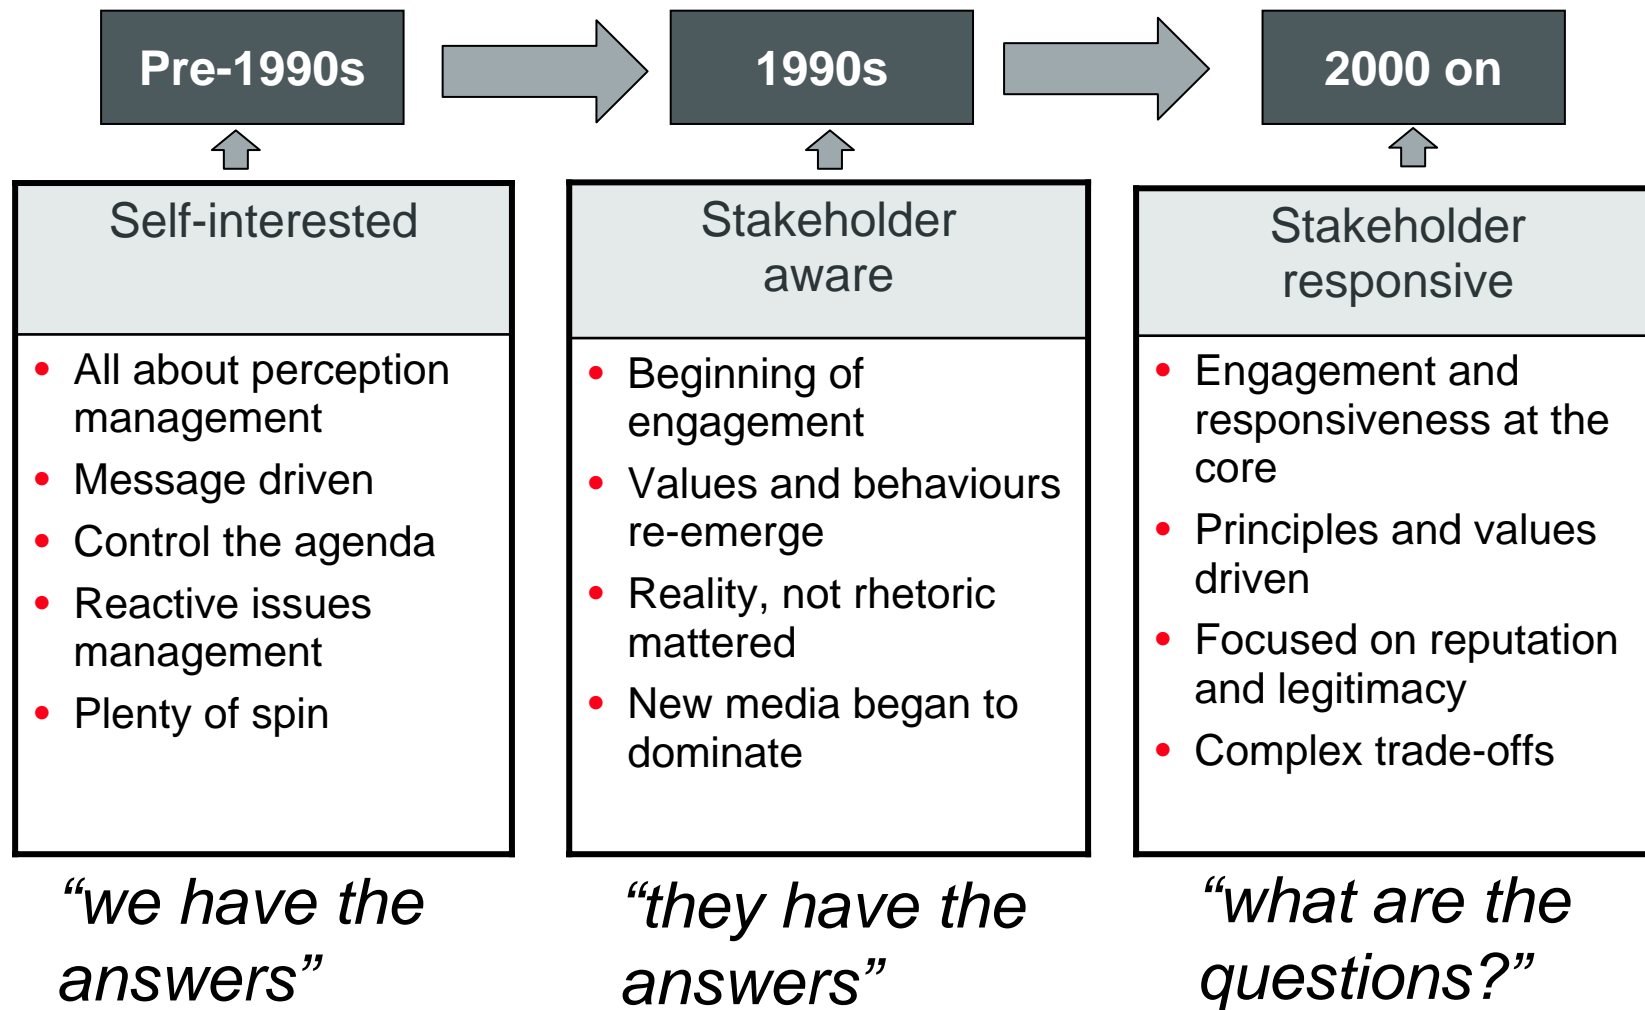 Pre-1990s
1990s
2000 on
Self-interested
• All about perception
management
• Message driven
• Control the agenda
• Reactive issues
management
• Plenty of spin
“we have the
answers”
Stakeholder
aware
• Beginning of
engagement
• Values and behaviours
re-emerge
• Reality, not rhetoric
mattered
• New media began to
dominate
“they have the
answers”
Stakeholder
responsive
• Engagement and
responsiveness at the
core
• Principles and values
driven
• Focused on reputation
and legitimacy
• Complex trade-offs
“what are the
questions?”